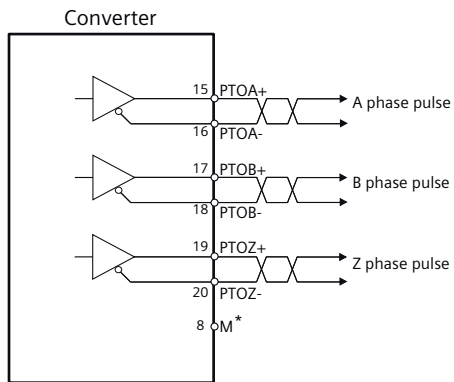 Converter
15 PTOA+
A phase pulse
16 PTOA-
17 PTOB+
B phase pulse
18 PTOB-
19 PTOZ+
Z phase pulse
20 PTOZ-
8 M*